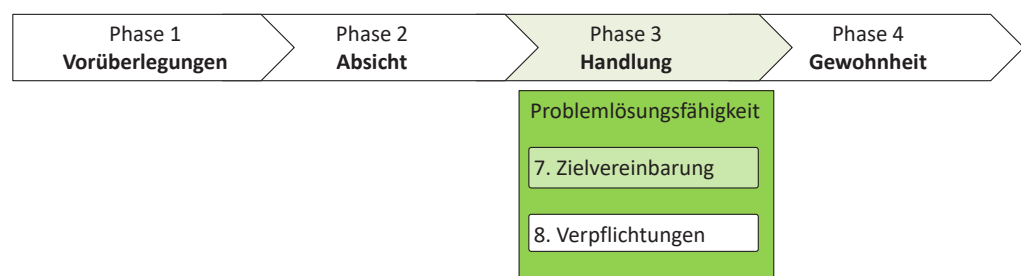 Phase 1
Vorüberlegungen
Phase 2
Absicht
Phase 3
Handlung
Phase 4
Gewohnheit
Problemlösungsfähigkeit
7. Zielvereinbarung
8. Verpflichtungen